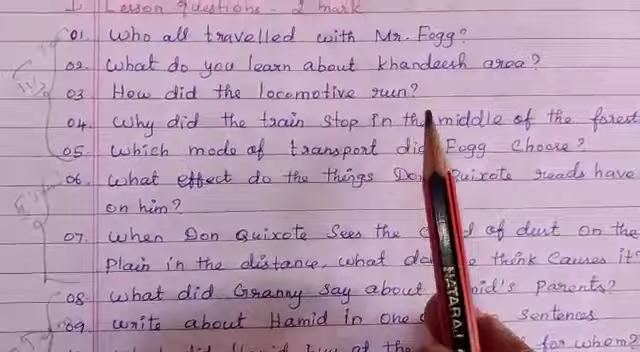 I. Lesson questions - 2 mark
01. Who all travelled with Mr. Fogg?
02. What do you learn about Khandeesh area?
03 How did the locomotive run?
04. Why did the train stop in the middle of the forest
05. Which mode of transport did Fogg Choose?
06. What effect do the things Don Quixote reads have
on him?
07. When Don Quixote Sees the of dust on the
Plain in the distance, what does think Causes it?
08. What did Granny say about parents?
09. Write about Hamid in one sentences
for whom?
NATARAJ